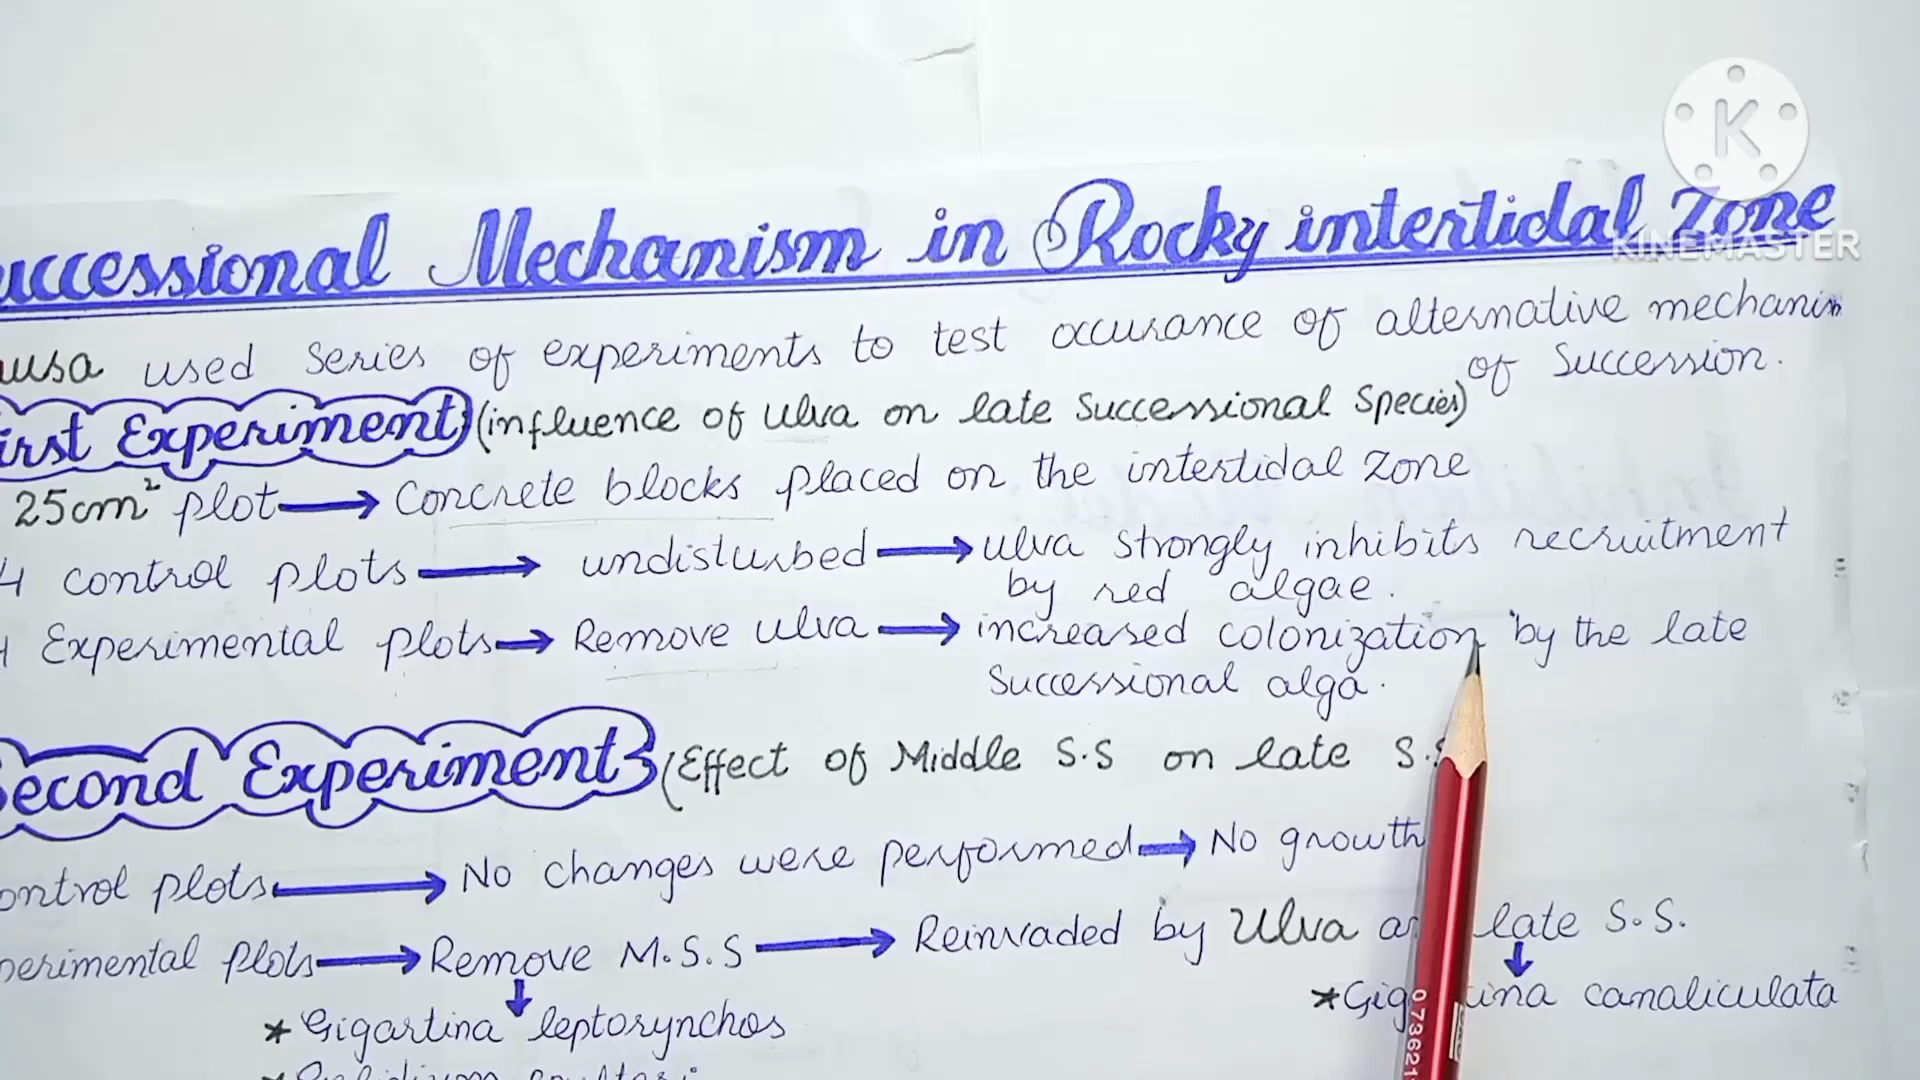 uccessional Mechanism in Rocky intertidal Zone
KINEMASTER
ousa used series of experiments to test occurance of alternative mechanism
of Succession.
irst Experiment (influence of ulva on late Successional Species)
25cm² plot → Concrete blocks placed on the intertidal zone
4 control plots → undisturbed → ulva strongly inhibits recruitment
by red algae.
4 Experimental plots → Remove ulva → increased colonization by the late
Successional alga.
Second Experiment (Effect of Middle S.S on late S.S
ontrol plots → No changes were performed → No growth
perimental plots → Remove M.S.S → Reinvaded by Ulva a late S.S.
* Gigartina leptorynchos
* Gig tina canaliculata
07362